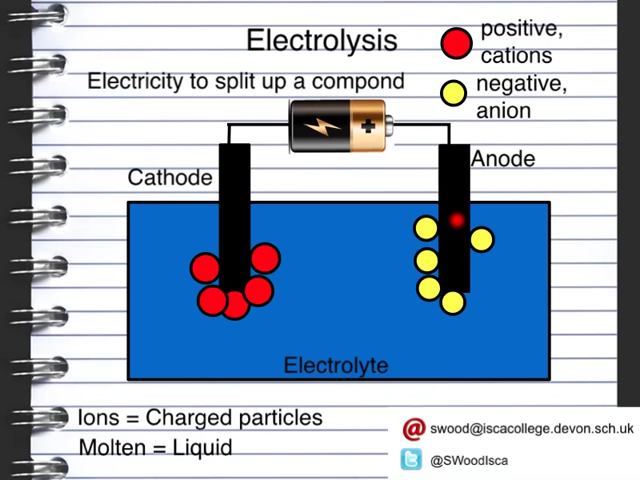 Electrolysis
positive,
cations
Electricity to split up a compond
negative,
anion
Anode
Cathode
Electrolyte
Ions = Charged particles
Molten = Liquid
@ swood@iscacollege.devon.sch.uk
@SWoodIsca